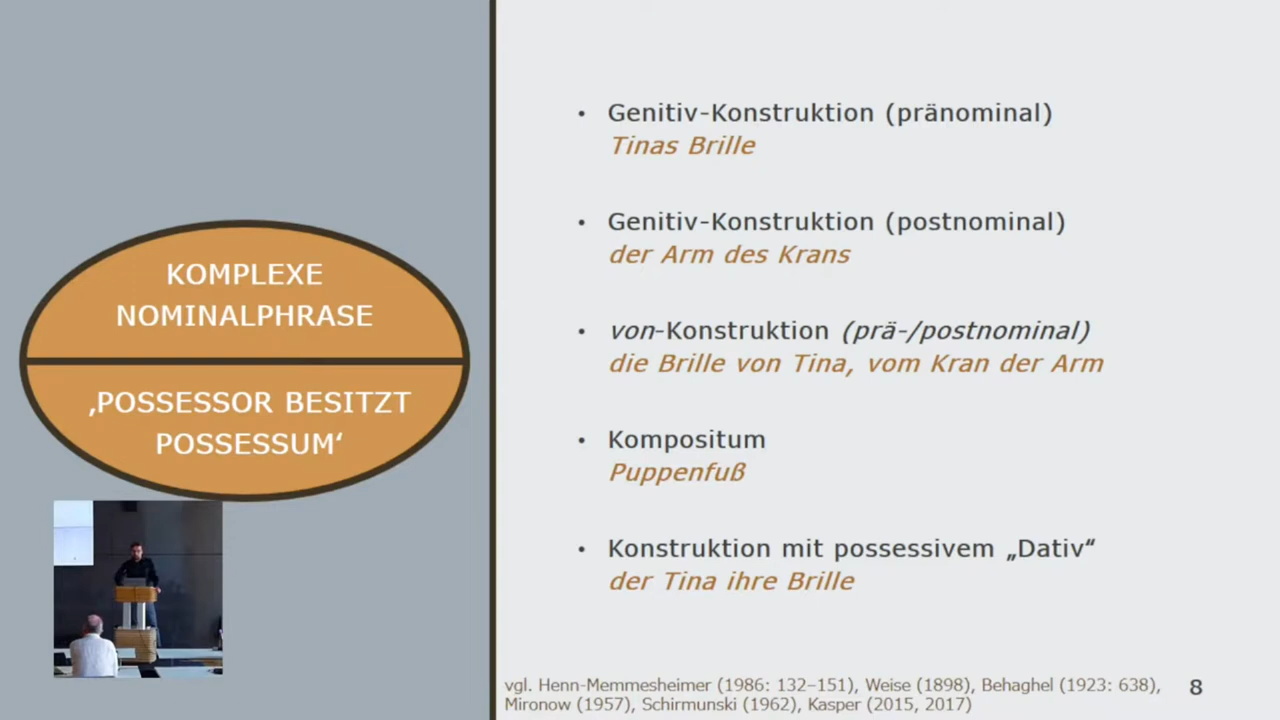 KOMPLEXE
NOMINALPHRASE
‚POSSESSOR BESITZT
POSSESSUM‘
• Genitiv-Konstruktion (pränominal)
Tinas Brille
• Genitiv-Konstruktion (postnominal)
der Arm des Krans
• von-Konstruktion (prä-/postnominal)
die Brille von Tina, vom Kran der Arm
• Kompositum
Puppenfuß
• Konstruktion mit possessivem „Dativ“
der Tina ihre Brille
vgl. Henn-Memmesheimer (1986: 132–151), Weise (1898), Behaghel (1923: 638),
Mironow (1957), Schirmunski (1962), Kasper (2015, 2017)
8